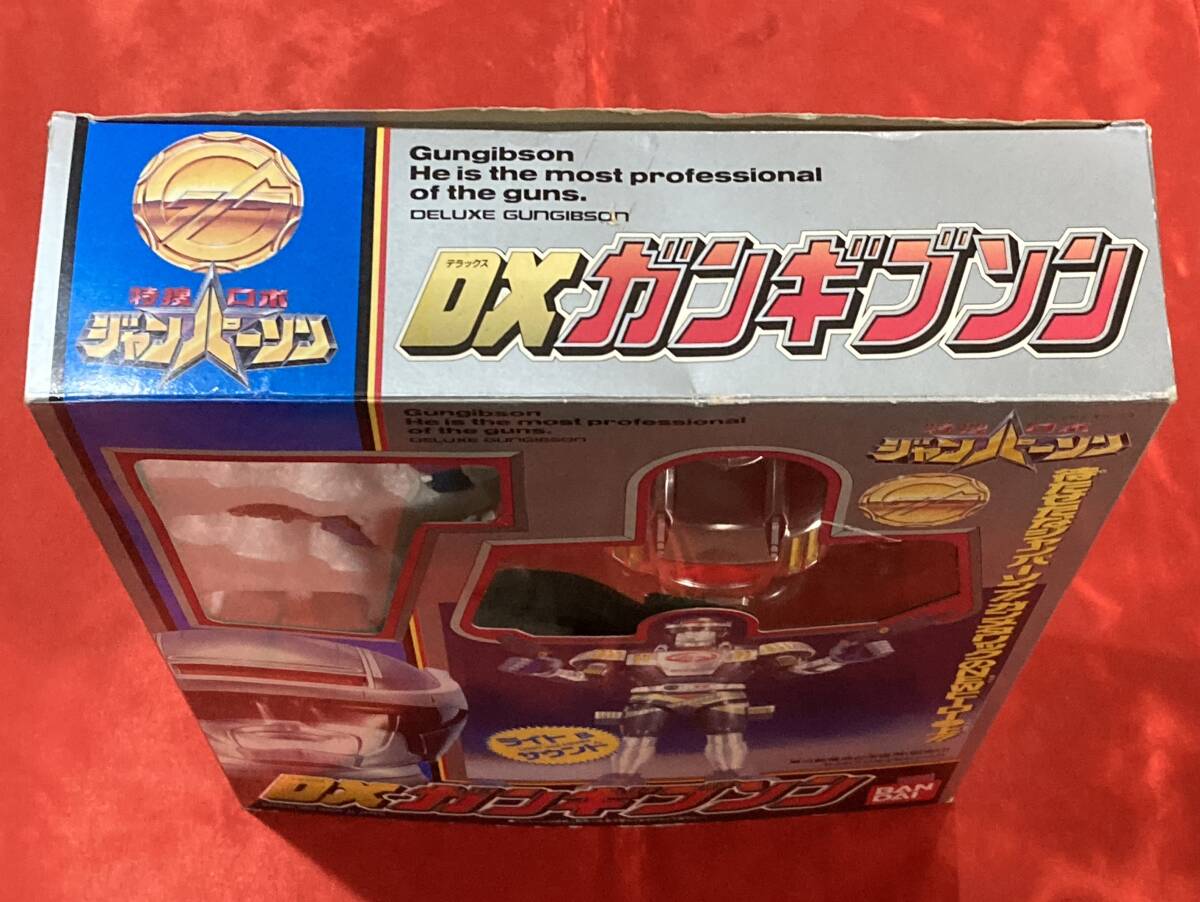 Gungibson
He is the most professional
of the guns.
DELUXE GUNGIBSON
デラックス
DXガンギブソン
特捜ロボ
ジャンパーソン
Gungibson
He is the most professional
of the guns.
DELUXE GUNGIBSON
特捜ロボ
ジャンパーソン
ライト&
サウンド
DXガンギブソン
BAN
DAI